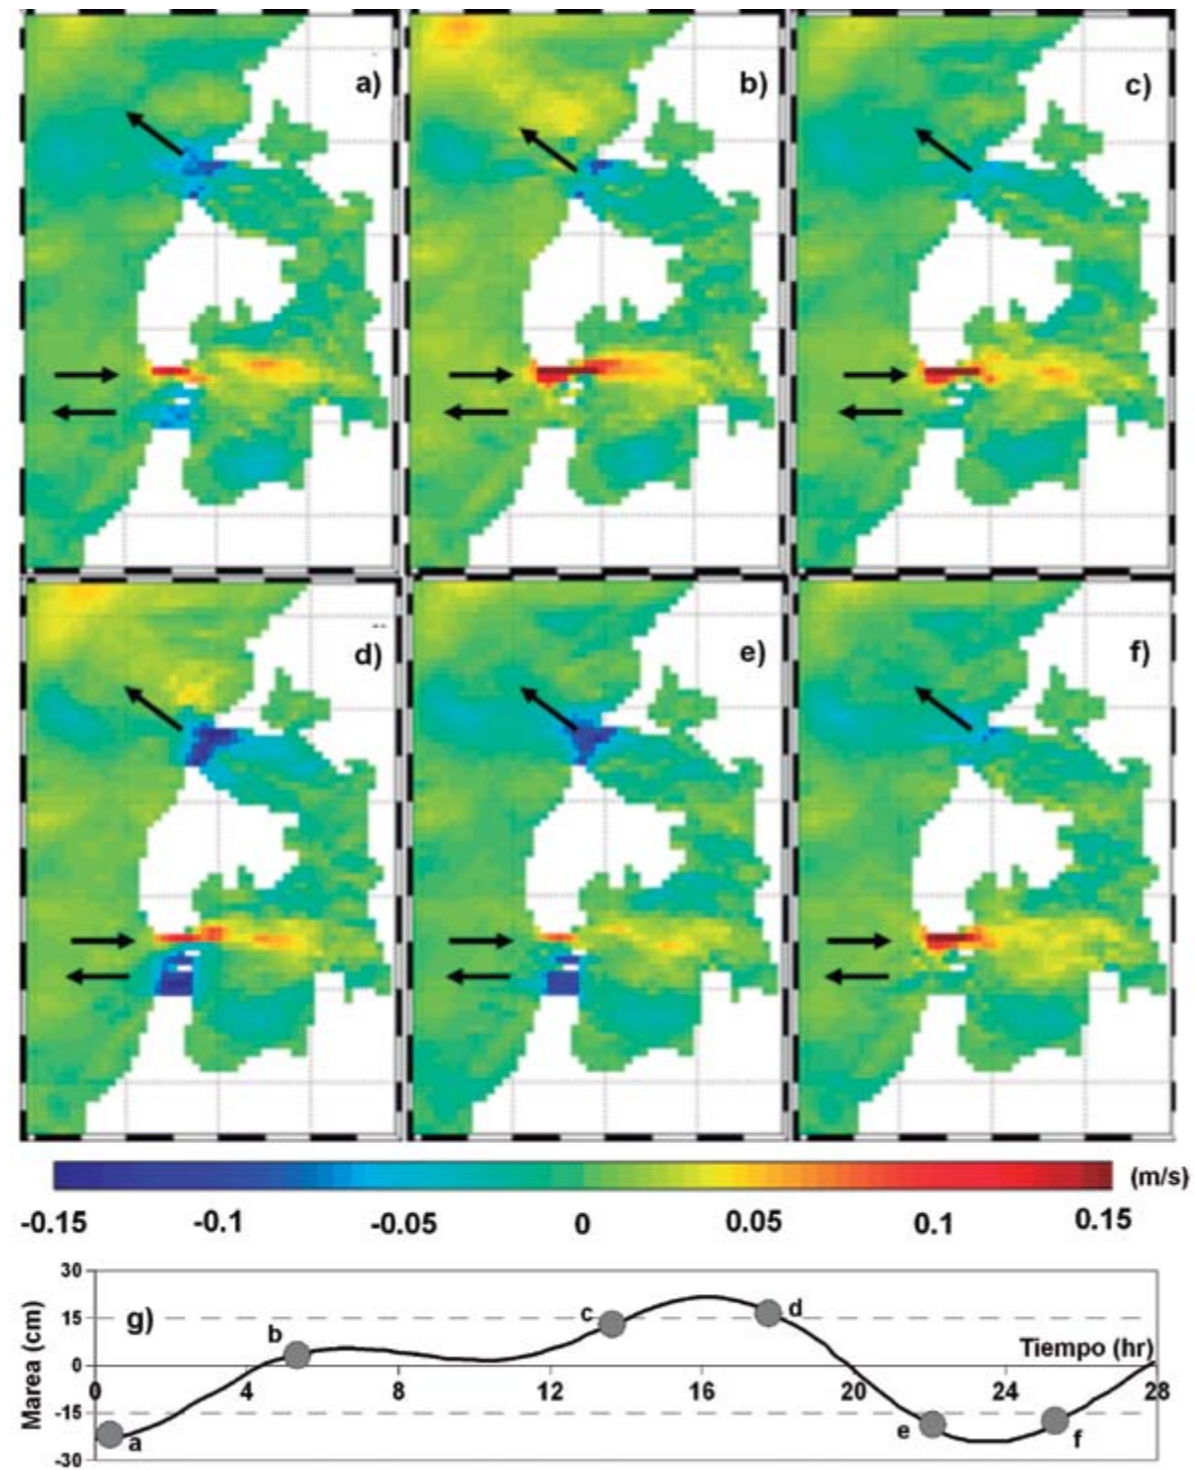 a) b) c)
d) e) f)
(m/s)
-0.15 -0.1 -0.05 0 0.05 0.1 0.15
30
15
0
-15
-30
Marea (cm)
g)
a b c d e f
Tiempo (hr)
0 4 8 12 16 20 24 28